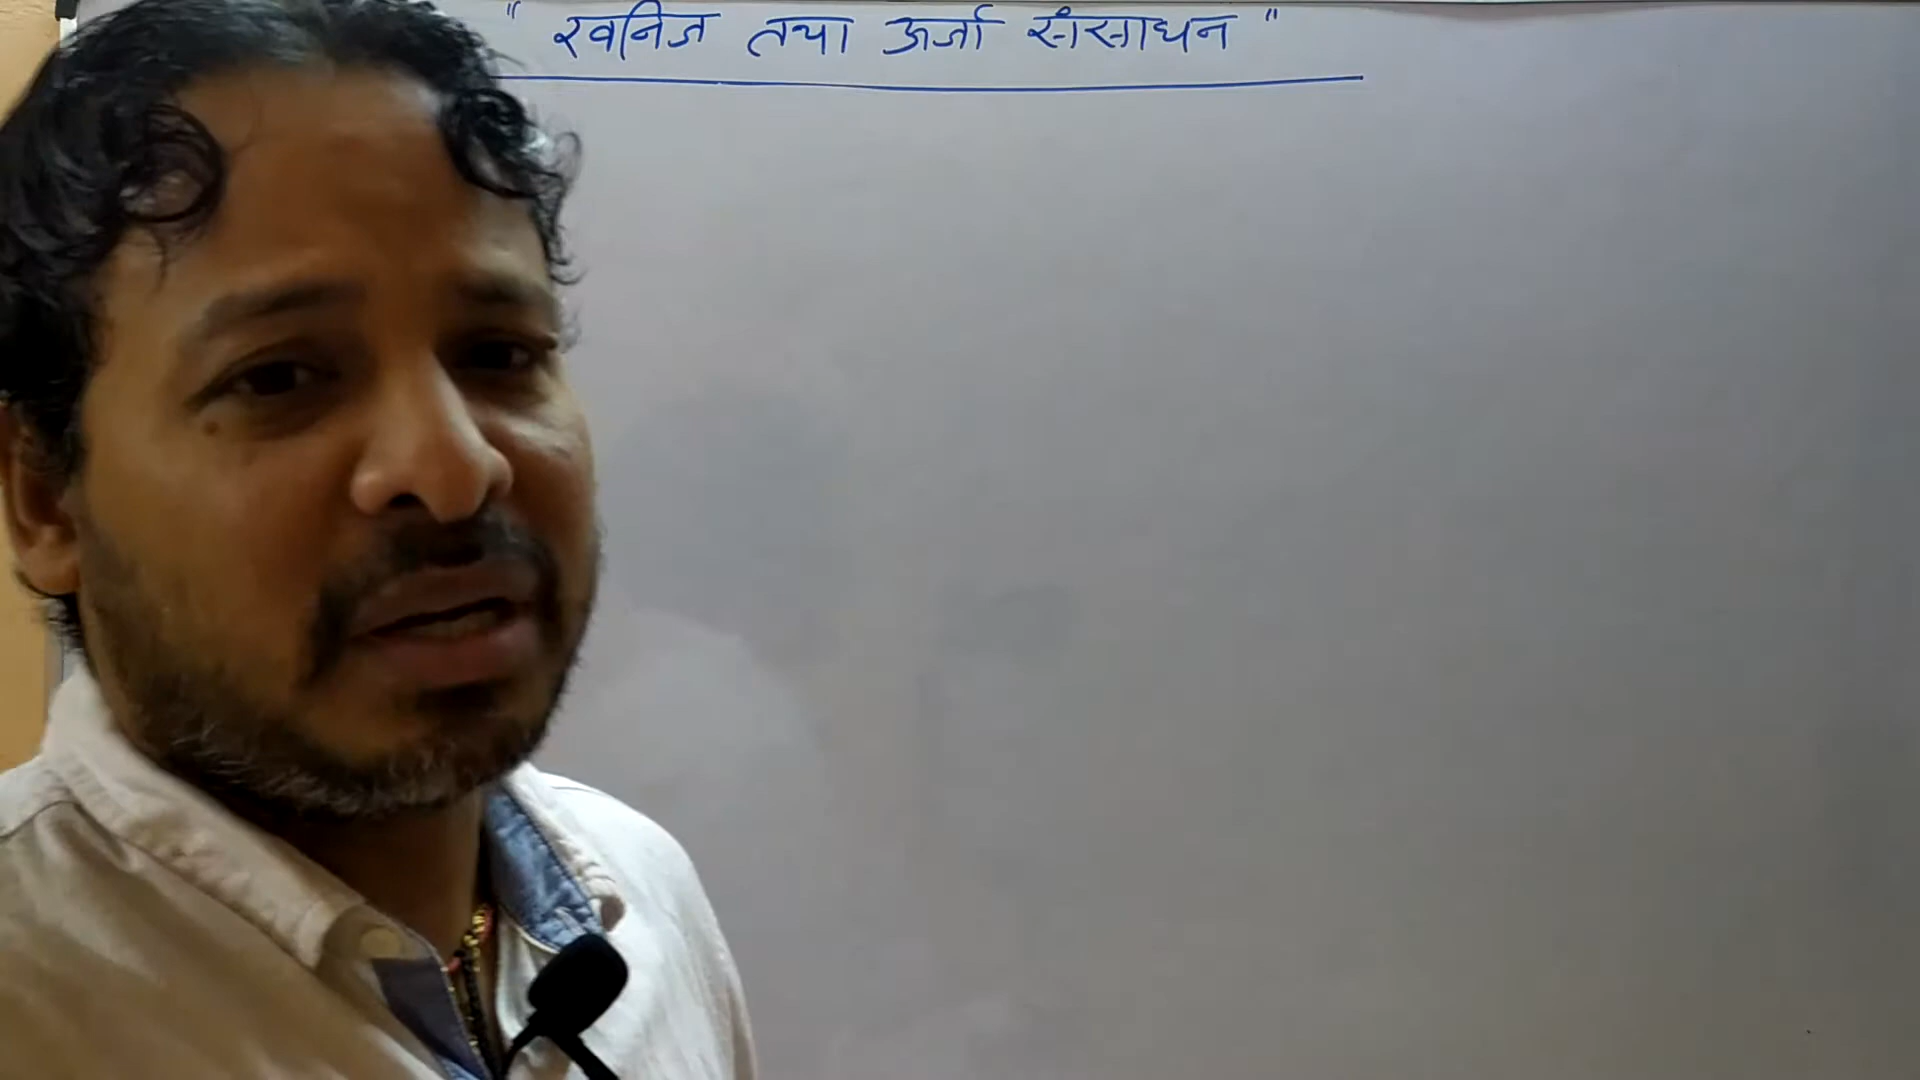 " खनिज तथा ऊर्जा संसाधन "